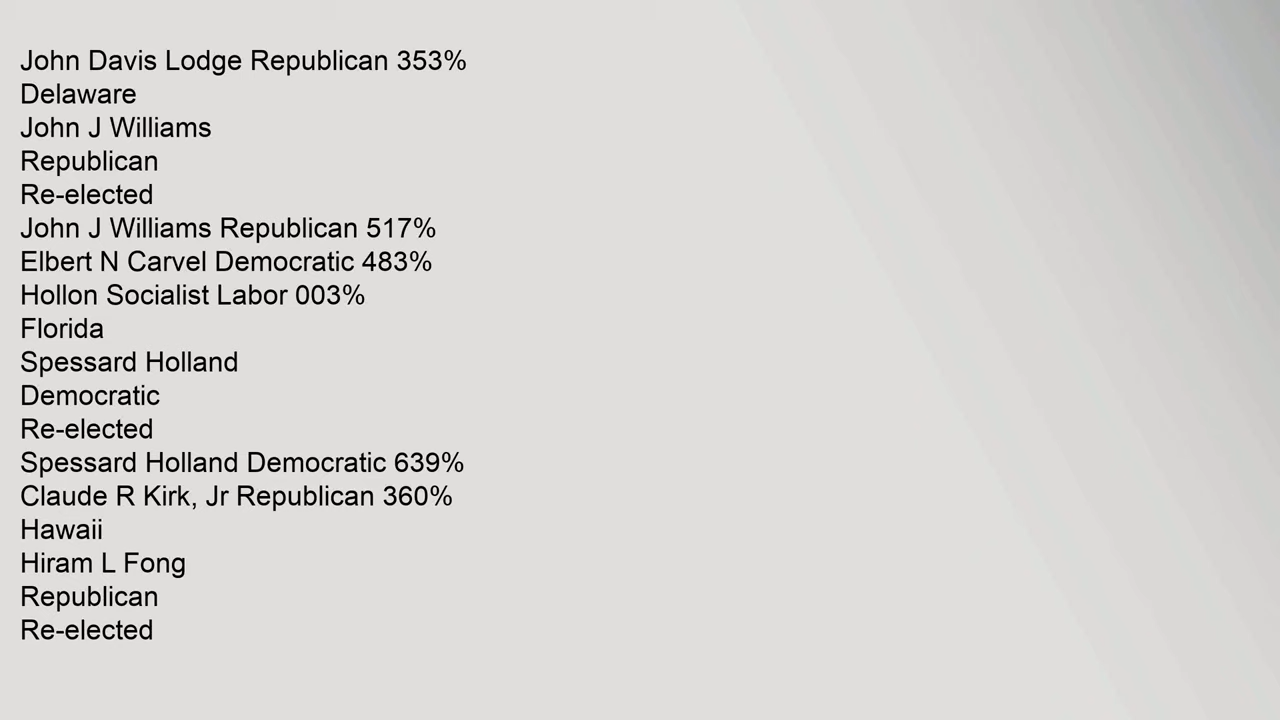 John Davis Lodge Republican 353%
Delaware
John J Williams
Republican
Re-elected
John J Williams Republican 517%
Elbert N Carvel Democratic 483%
Hollon Socialist Labor 003%
Florida
Spessard Holland
Democratic
Re-elected
Spessard Holland Democratic 639%
Claude R Kirk, Jr Republican 360%
Hawaii
Hiram L Fong
Republican
Re-elected